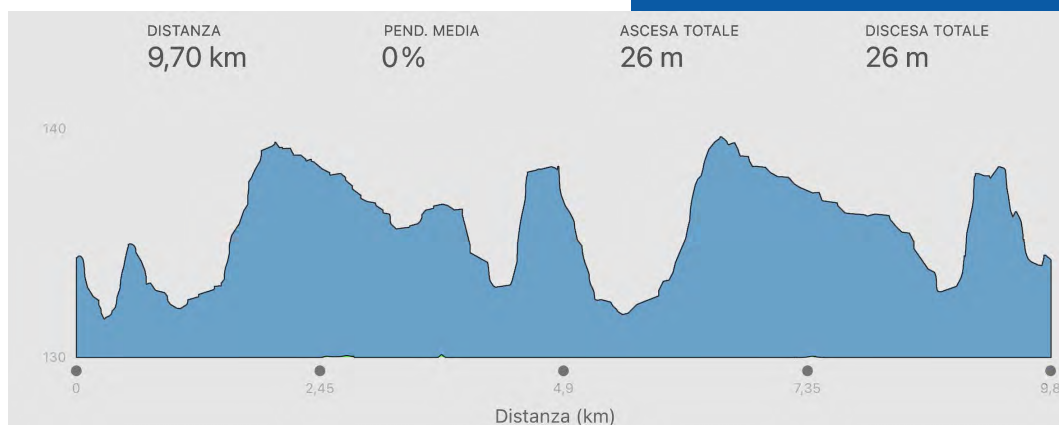 DISTANZA PEND. MEDIA ASCESA TOTALE DISCESA TOTALE
9,70 km 0% 26 m 26 m
140
130
0 2,45 4,9 7,35 9,8
Distanza (km)